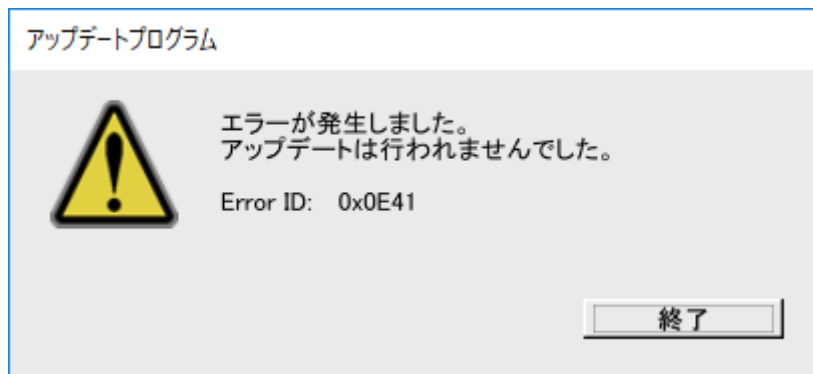 アップデートプログラム
エラーが発生しました。
アップデートは行われませんでした。
Error ID: 0x0E41
終了